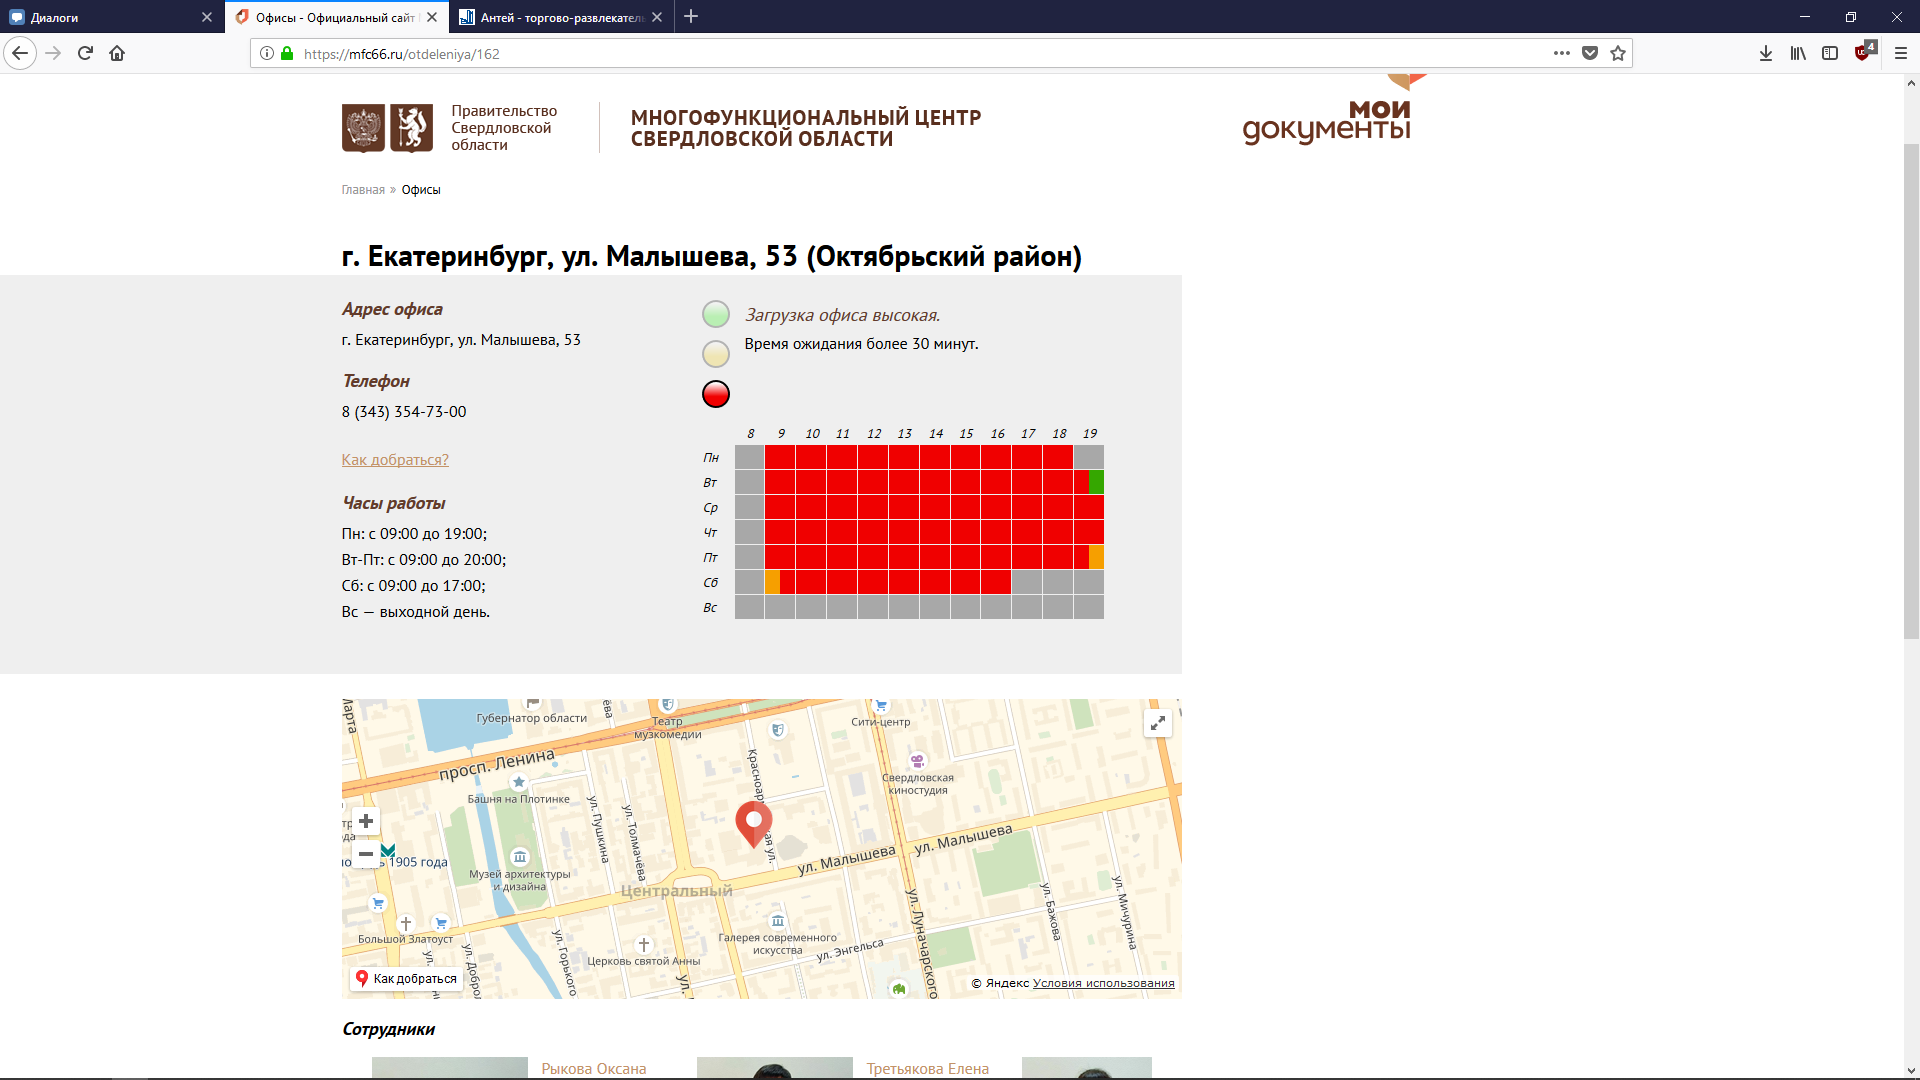 Диалоги
Офисы - Официальный сайт
Антей - торгово-развлекатель
https://mfc66.ru/otdeleniya/162
4
Правительство
Свердловской
области
МНОГОФУНКЦИОНАЛЬНЫЙ ЦЕНТР
СВЕРДЛОВСКОЙ ОБЛАСТИ
мои
документы
Главная » Офисы
г. Екатеринбург, ул. Малышева, 53 (Октябрьский район)
Адрес офиса
г. Екатеринбург, ул. Малышева, 53
Телефон
8 (343) 354-73-00
Как добраться?
Часы работы
Пн: с 09:00 до 19:00;
Вт-Пт: с 09:00 до 20:00;
Сб: с 09:00 до 17:00;
Вс — выходной день.
Загрузка офиса высокая.
Время ожидания более 30 минут.
8 9 10 11 12 13 14 15 16 17 18 19
Пн
Вт
Ср
Чт
Пт
Сб
Вс
Марта
Губернатор области
Театр
музкомедии
Сити-центр
просп. Ленина
Башня на Плотинке
Свердловская
киностудия
ул. Пушкина
ул. Толмачёва
ул. Малышева
ул. Малышева
1905 года
Музей архитектуры
и дизайна
Центральный
Большой Златоуст
ул. Горького
Церковь святой Анны
Галерея современного
искусства
ул. Энгельса
ул. Луначарского
ул. Бажова
ул. Мичурина
Как добраться
© Яндекс Условия использования
Сотрудники
Рыкова Оксана
Третьякова Елена